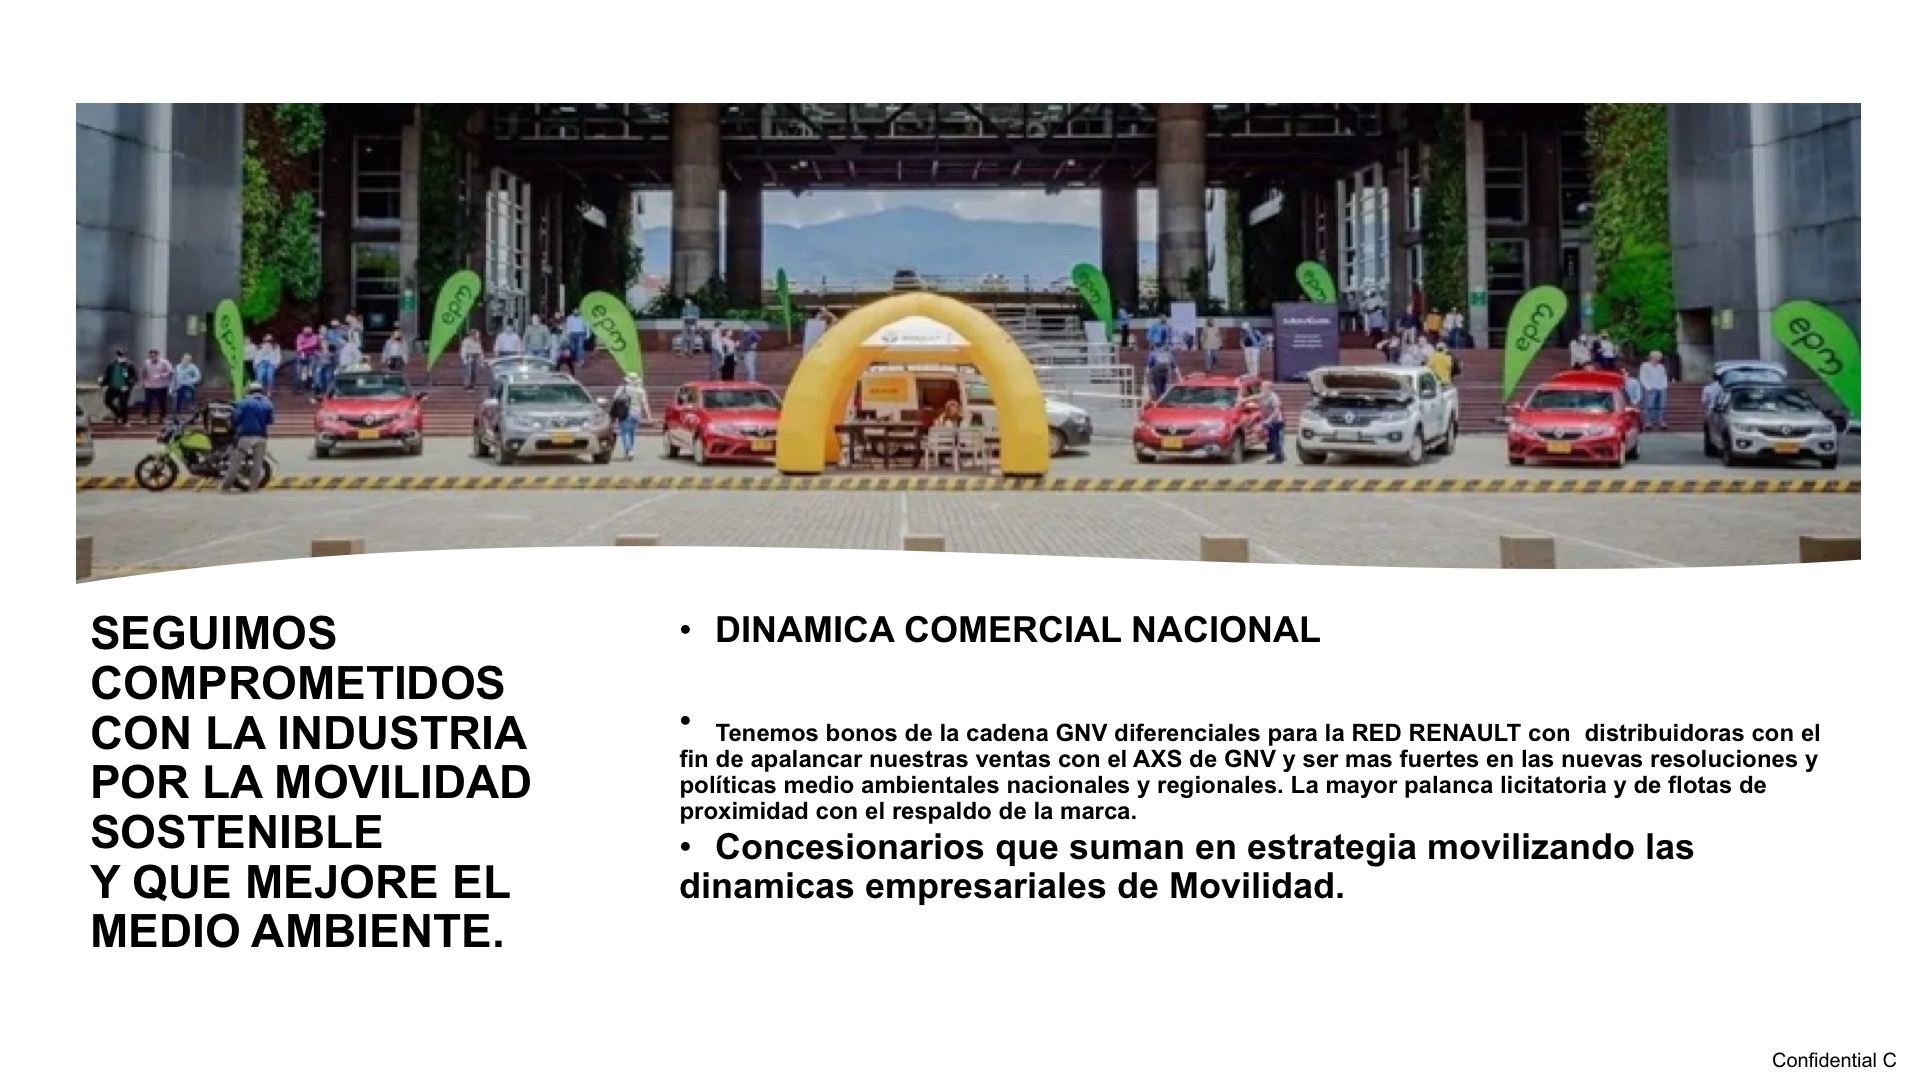 epm
epm
epm
epm
epm
epm
epm
SEGUIMOS
COMPROMETIDOS
CON LA INDUSTRIA
POR LA MOVILIDAD
SOSTENIBLE
Y QUE MEJORE EL
MEDIO AMBIENTE.
• DINAMICA COMERCIAL NACIONAL
• Tenemos bonos de la cadena GNV diferenciales para la RED RENAULT con  distribuidoras con el
fin de apalancar nuestras ventas con el AXS de GNV y ser mas fuertes en las nuevas resoluciones y
políticas medio ambientales nacionales y regionales. La mayor palanca licitatoria y de flotas de
proximidad con el respaldo de la marca.
• Concesionarios que suman en estrategia movilizando las
dinamicas empresariales de Movilidad.
Confidential C